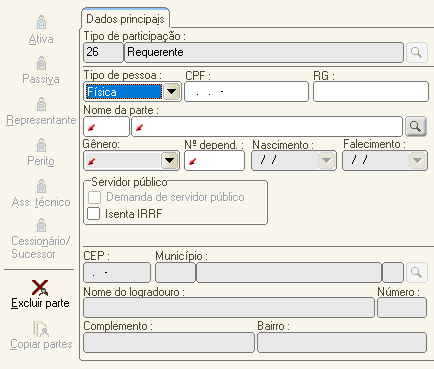 Dados principais
Tipo de participação :
26 Requerente
Tipo de pessoa : CPF : RG :
Física . . -
Nome da parte :
Gênero: Nº depend. : Nascimento : Falecimento :
/ / / /
Servidor público
Demanda de servidor público
Isenta IRRF
CEP : Município :
. -
Nome do logradouro : Número :
Complemento : Bairro :
Ativa
Passiva
Representante
Perito
Ass. técnico
Cessionário/
Sucessor
Excluir parte
Copiar partes